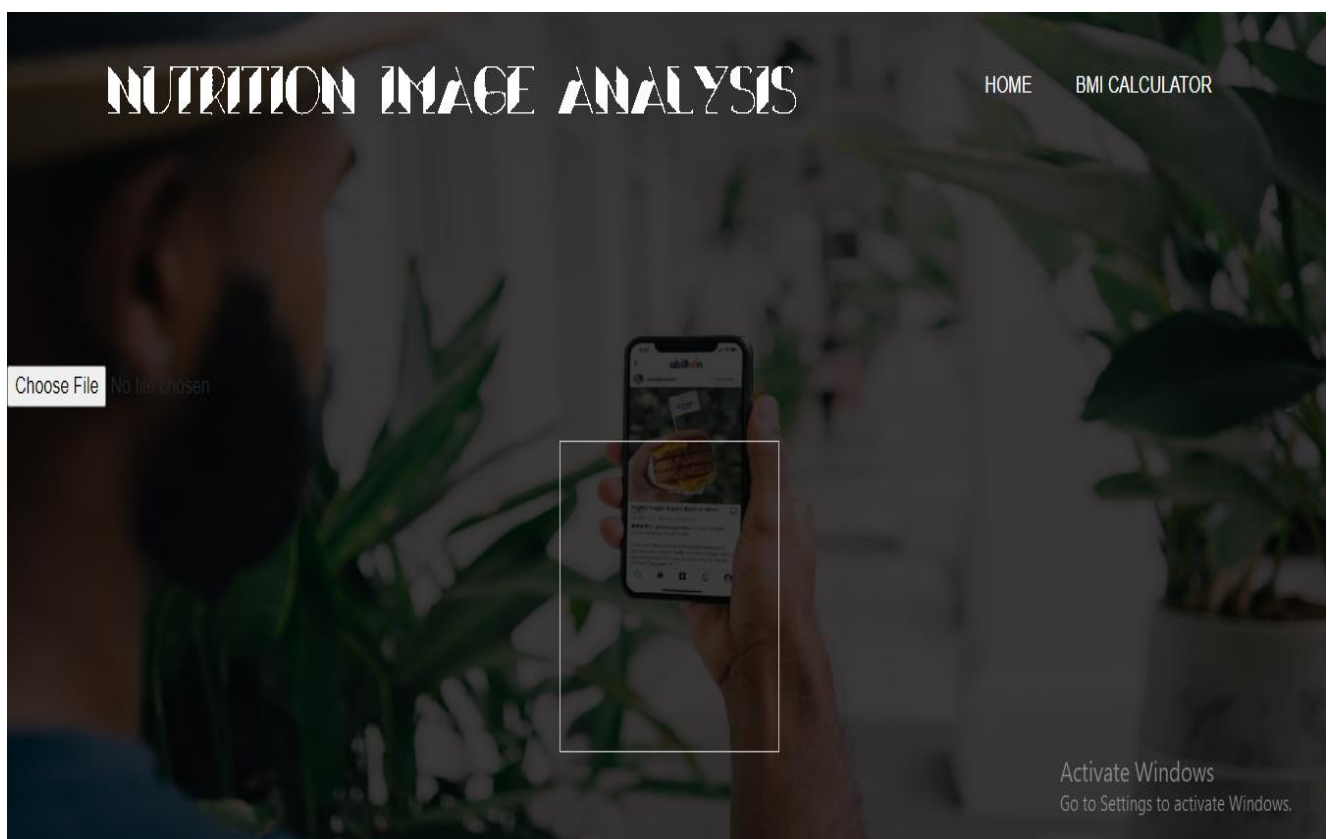 NUTRITION IMAGE ANALYSIS
HOME BMI CALCULATOR
Choose File No file chosen
abillion
Activate Windows
Go to Settings to activate Windows.